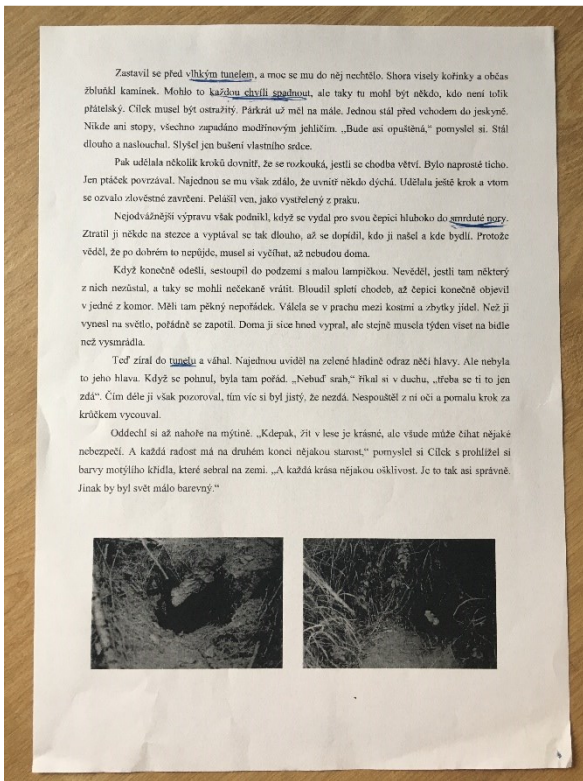 Zastavil se před vlhkým tunelem, a moc se mu do něj nechtělo. Shora visely kořínky a občas
žbluňkl kamínek. Mohlo to každou chvíli spadnout, ale taky tu mohl být někdo, kdo není tolik
přátelský. Cílek musel být ostražitý. Párkrát už měl na mále. Jednou stál před vchodem do jeskyně.
Nikde ani stopy, všechno zapadáno modřínovým jehličím. „Bude asi opuštěná,“ pomyslel si. Stál
dlouho a naslouchal. Slyšel jen bušení vlastního srdce.
Pak udělala několik kroků dovnitř, že se rozkouká, jestli se chodba větví. Bylo naprosté ticho.
Jen ptáček povrzával. Najednou se mu však zdálo, že uvnitř někdo dýchá. Udělala ještě krok a vtom
se ozvalo zlověstné zavrčení. Pelášil ven, jako vystřelený z praku.
Nejodvážnější výpravu však podnikl, když se vydal pro svou čepici hluboko do smrduté nory.
Ztratil ji někde na stezce a vyptával se tak dlouho, až se dopídil, kdo ji našel a kde bydlí. Protože
věděl, že po dobrém to nepůjde, musel si vyčíhat, až nebudou doma.
Když konečně odešli, sestoupil do podzemí s malou lampičkou. Nevěděl, jestli tam některý
z nich nezůstal, a taky se mohli nečekaně vrátit. Bloudil spletí chodeb, až čepici konečně objevil
v jedné z komor. Měli tam pěkný nepořádek. Válela se v prachu mezi kostmi a zbytky jídel. Než ji
vynesl na světlo, pořádně se zapotil. Doma ji sice hned vypral, ale stejně musela týden viset na bidle
než vysmrádla.
Teď zíral do tunelu a váhal. Najednou uviděl na zelené hladině odraz něčí hlavy. Ale nebyla
to jeho hlava. Když se pohnul, byla tam pořád. „Nebuď srab,“ říkal si v duchu, „třeba se ti to jen
zdá“. Čím déle ji však pozoroval, tím víc si byl jistý, že nezdá. Nespouštěl z ní oči a pomalu krok za
krůčkem vycouval.
Oddechl si až nahoře na mýtině. „Kdepak, žít v lese je krásné, ale všude může číhat nějaké
nebezpečí. A každá radost má na druhém konci nějakou starost,“ pomyslel si Cílek s prohlížel si
barvy motýlího křídla, které sebral na zemi. „A každá krása nějakou ošklivost. Je to tak asi správně.
Jinak by byl svět málo barevný.“